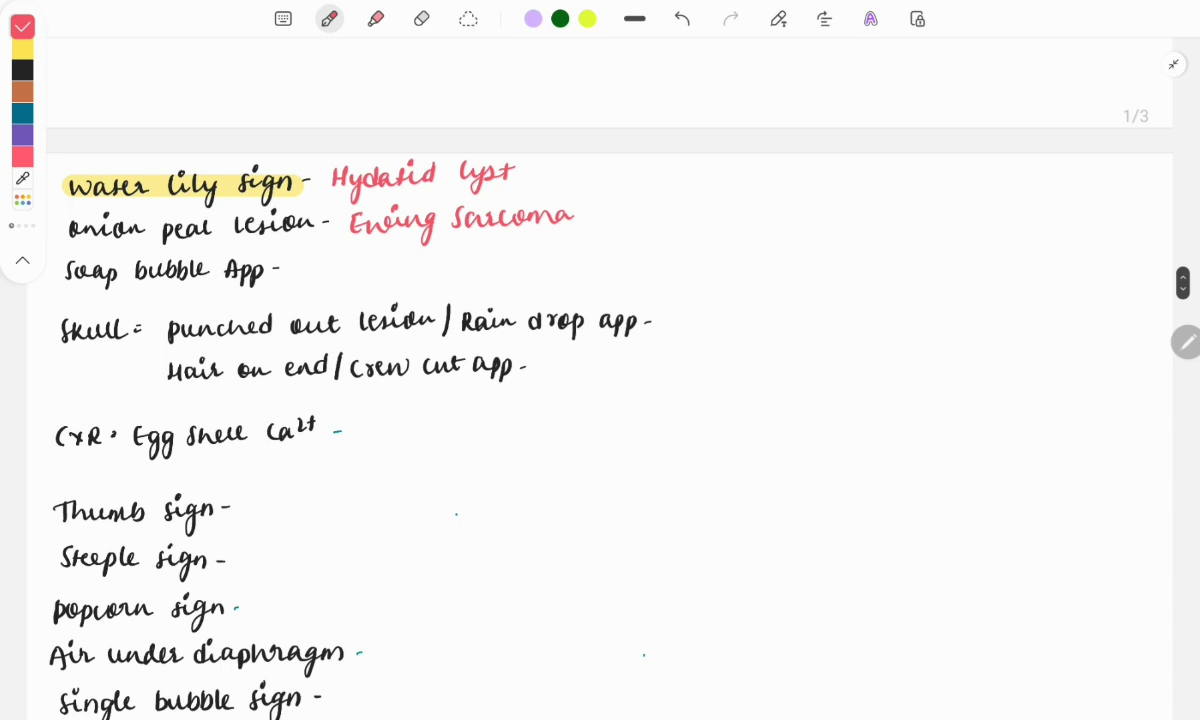 1/3
Water lily sign - Hydatid Cyst
Onion peal lesion - Ewing Sarcoma
Soap bubble App -
Skull = punched out lesion / Rain drop app -
Hair on end / Crew cut app -
CXR • Egg shell Ca2+ -
Thumb sign -
Steeple sign -
popcorn sign -
Air under diaphragm -
Single bubble sign -